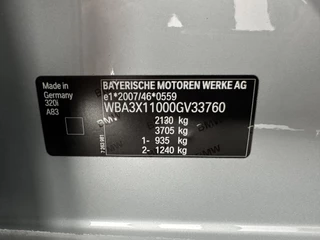 Made in
Germany
320i
A83
BAYERISCHE MOTOREN WERKE AG
e1*2007/46*0559
WBA3X11000GV33760
2130 kg
3705 kg
1- 935 kg
2- 1240 kg
BMW